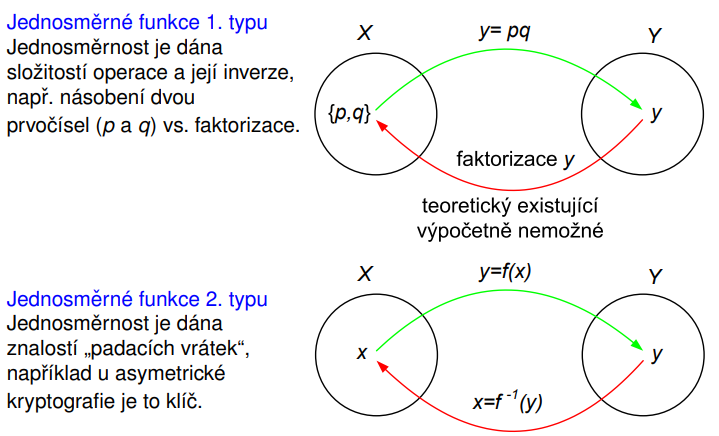 Jednosměrné funkce 1. typu
Jednosměrnost je dána
složitostí operace a její inverze,
např. násobení dvou
prvočísel (p a q) vs. faktorizace.
X
y= pq
Y
{p,q}
y
faktorizace y
teoretický existující
výpočetně nemožné
Jednosměrné funkce 2. typu
Jednosměrnost je dána
znalostí „padacích vrátek“,
například u asymetrické
kryptografie je to klíč.
X
y=f(x)
Y
x
y
x=f -1(y)